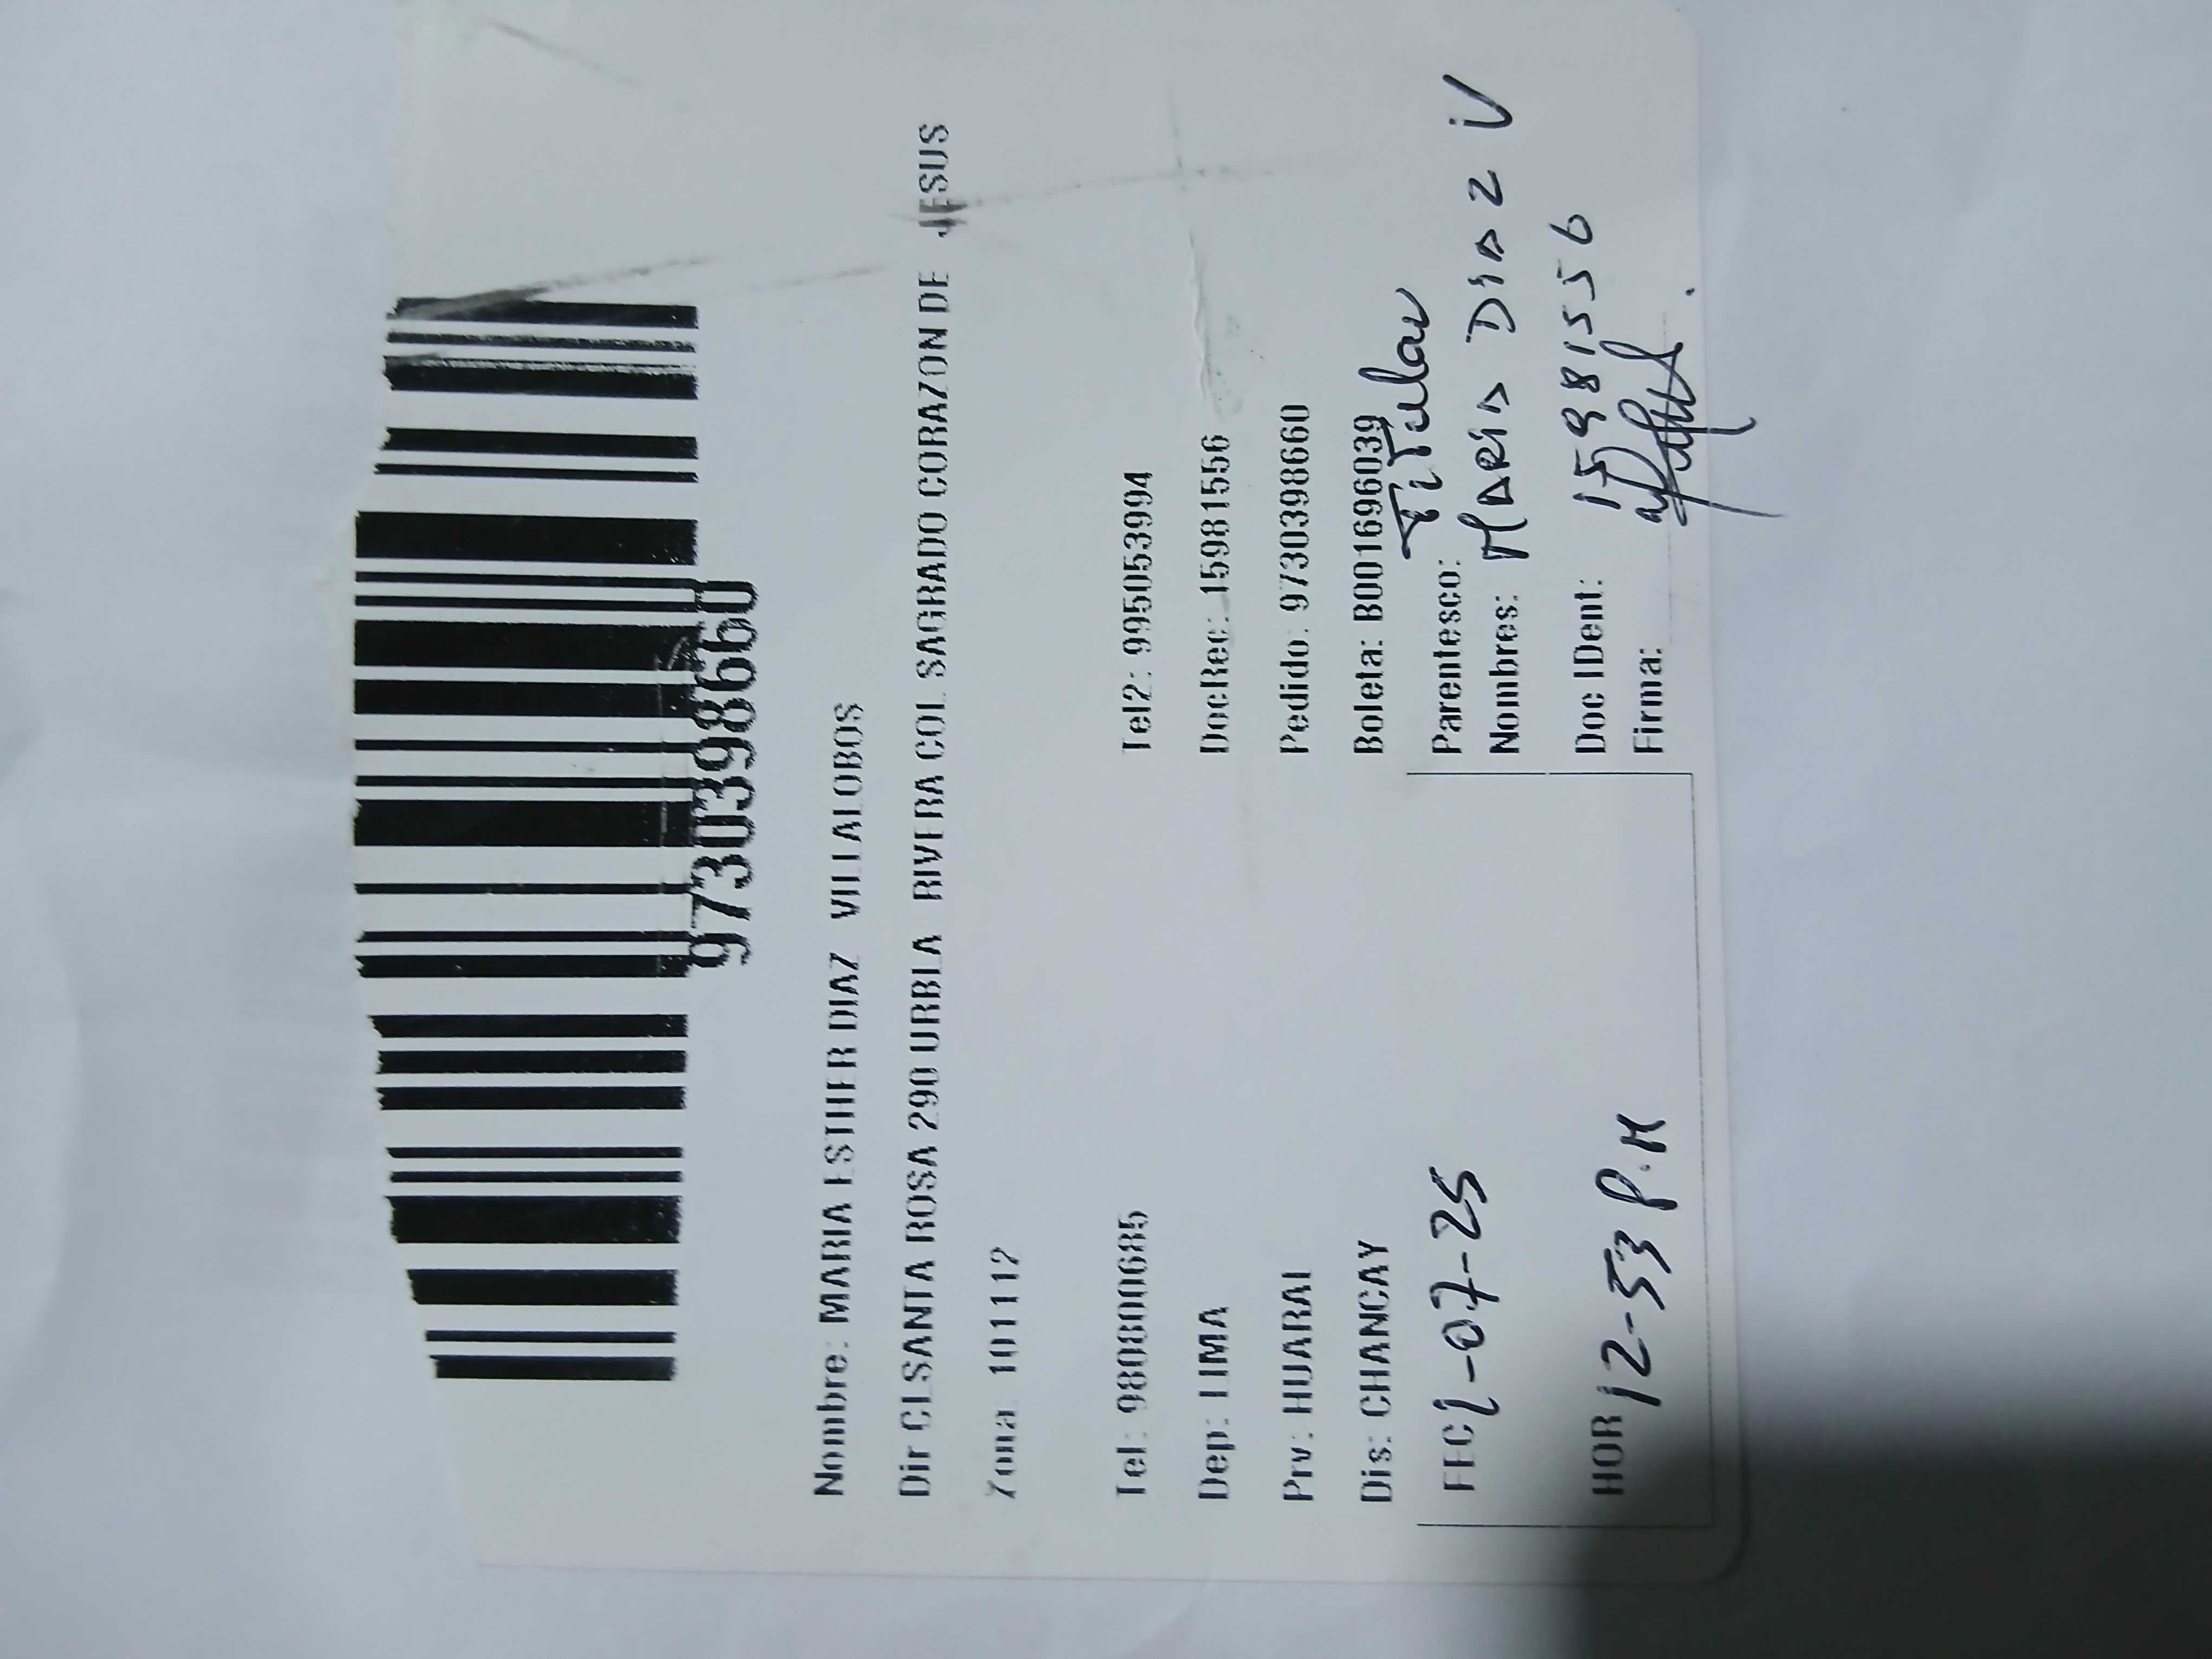 9730398660
Nombre: MARIA ESTHER DIAZ VILLALOBOS
Dir CLSANTA ROSA 290 URBLA RIVERA COL SAGRADO CORAZON DE JESUS
Zona 101112
Tel: 980800685 Tel2: 995053994
Dep: LIMA DocRec: 15981556
Prv: HUARAL Pedido: 9730398660
Dis: CHANCAY Boleta: B001696039
FEC 1-07-25 Parentesco: Titular
Nombres: MARIA DIAZ V
HOR 12-53 P.M Doc IDent: 15981556
Firma: